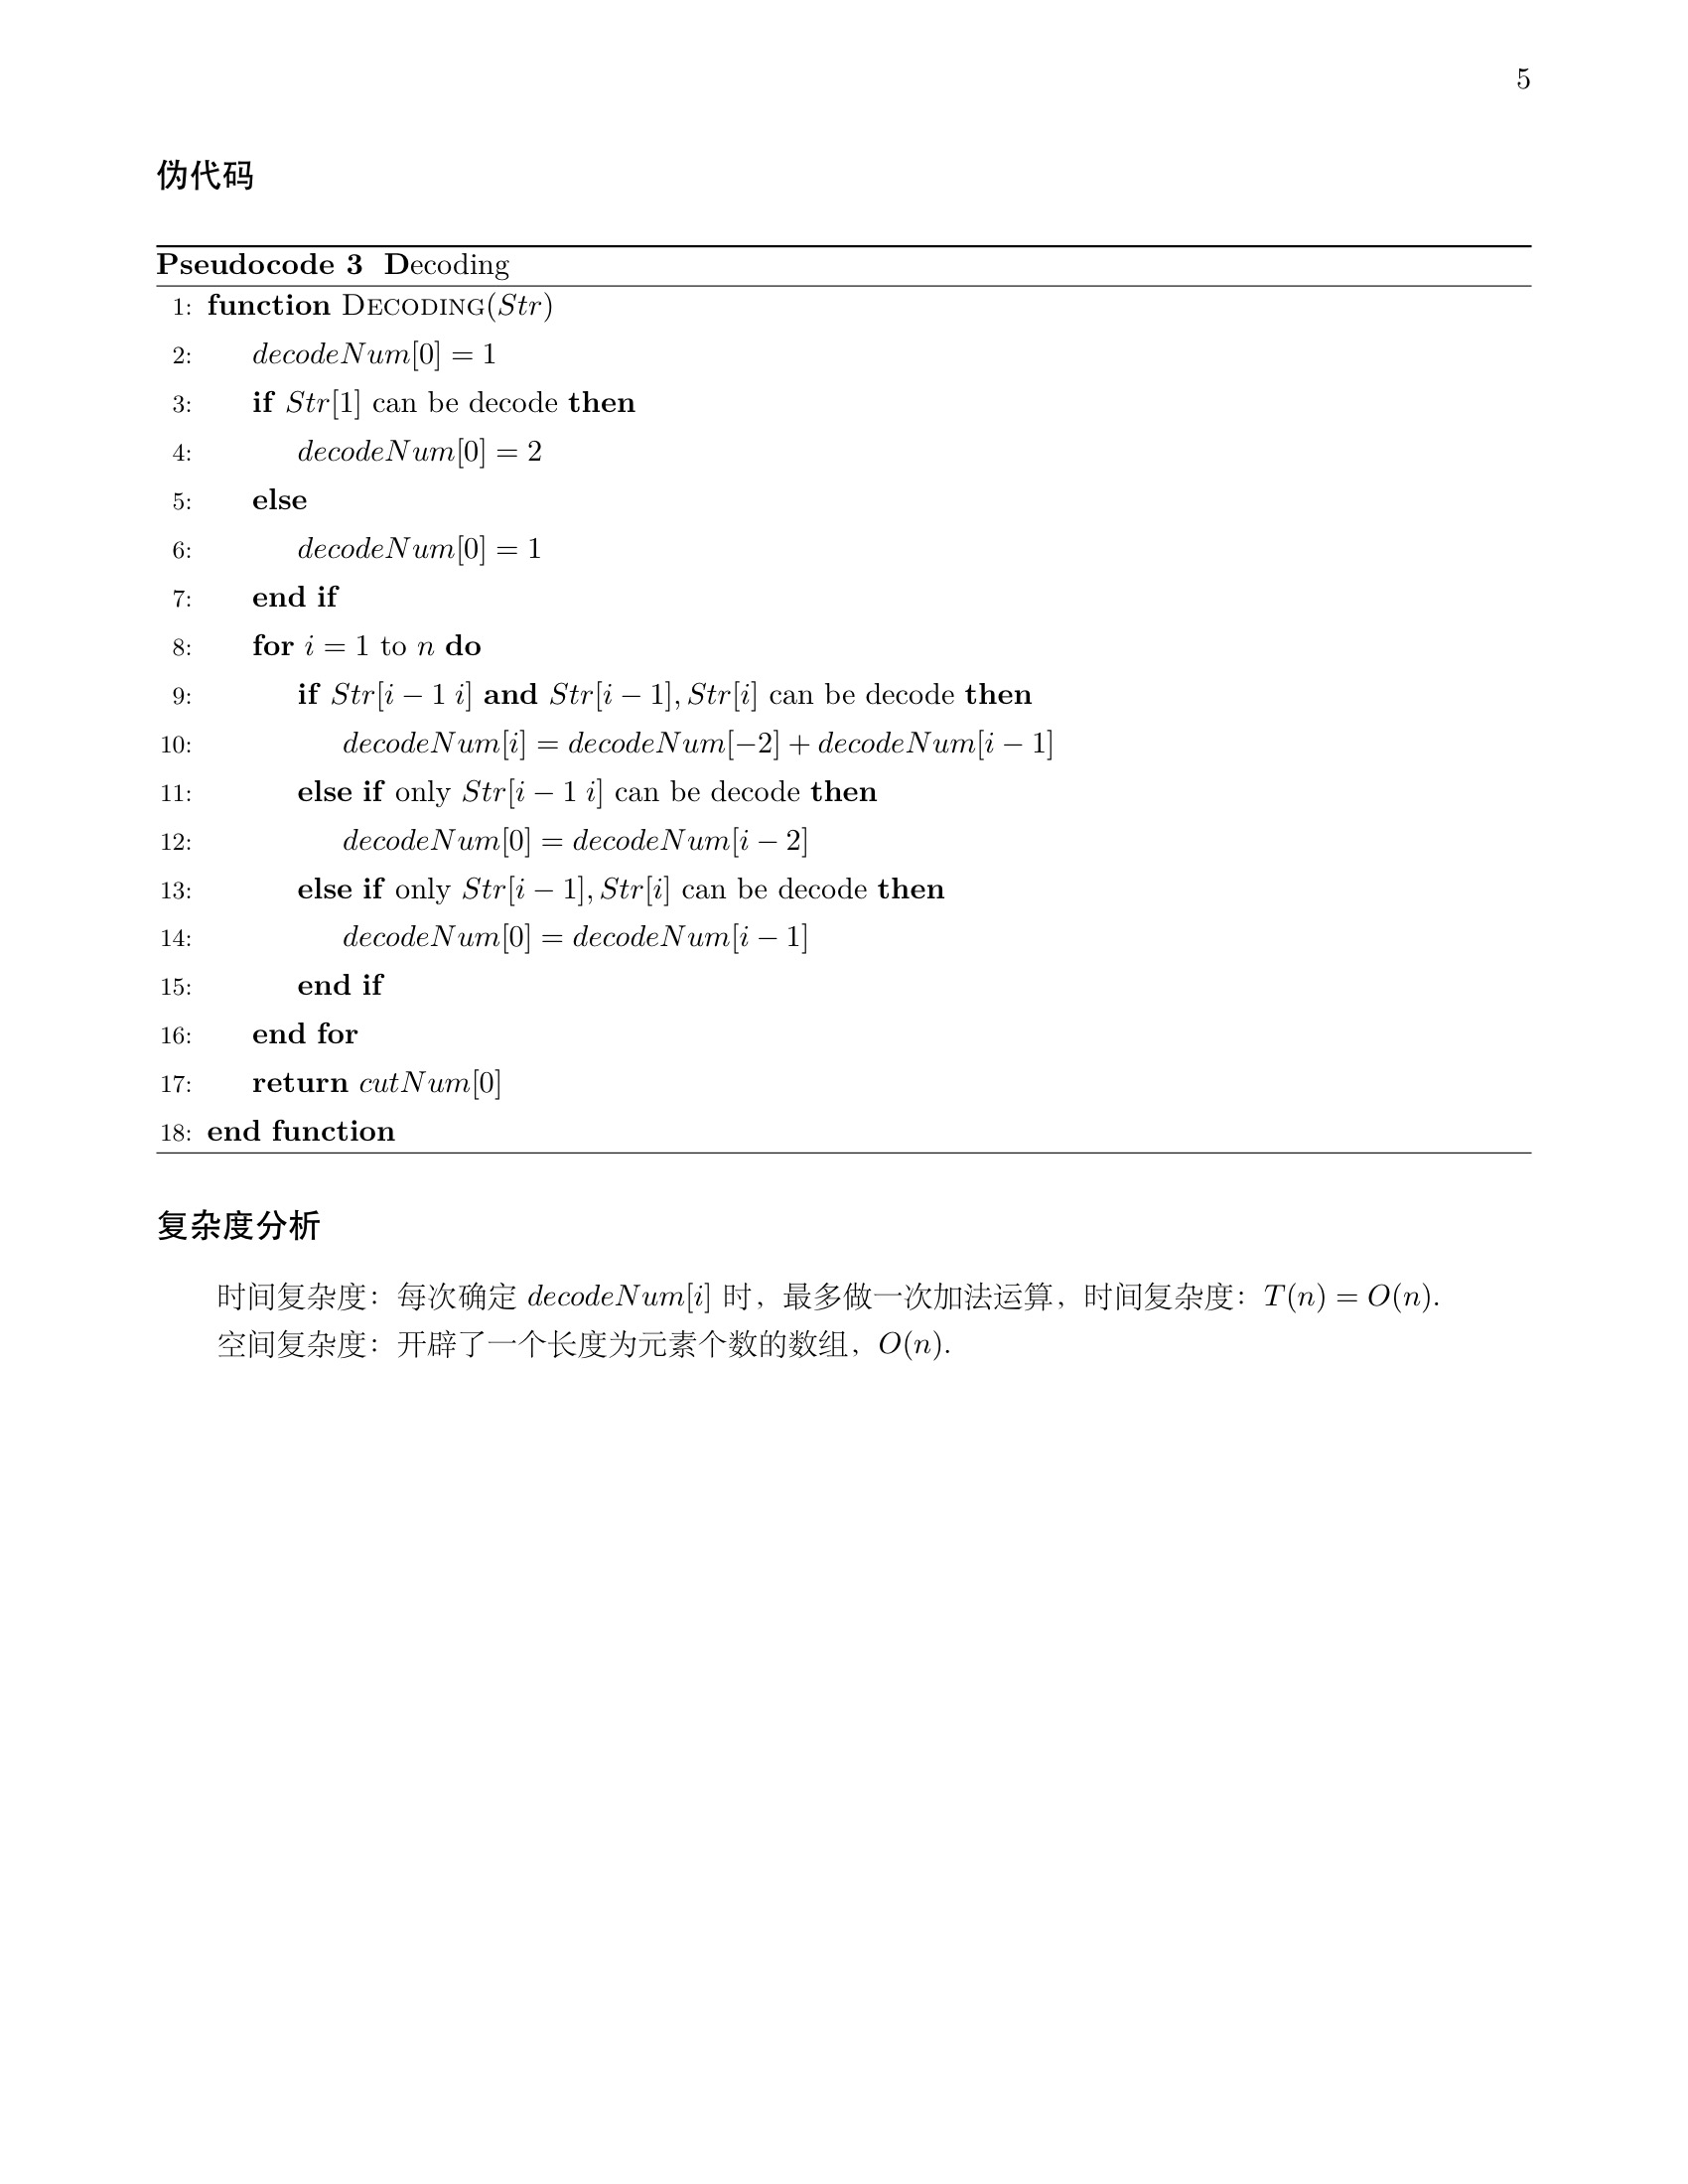 5
伪代码
Pseudocode 3 Decoding
1: function DECODING(Str)
2: decodeNum[0] = 1
3: if Str[1] can be decode then
4: decodeNum[0] = 2
5: else
6: decodeNum[0] = 1
7: end if
8: for i = 1 to n do
9: if Str[i − 1 i] and Str[i − 1], Str[i] can be decode then
10: decodeNum[i] = decodeNum[−2] + decodeNum[i − 1]
11: else if only Str[i − 1 i] can be decode then
12: decodeNum[0] = decodeNum[i − 2]
13: else if only Str[i − 1], Str[i] can be decode then
14: decodeNum[0] = decodeNum[i − 1]
15: end if
16: end for
17: return cutNum[0]
18: end function
复杂度分析
时间复杂度：每次确定 decodeNum[i] 时，最多做一次加法运算，时间复杂度：T(n) = O(n).
空间复杂度：开辟了一个长度为元素个数的数组，O(n).